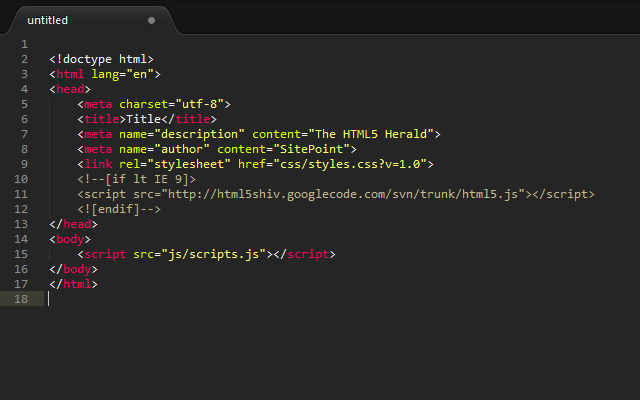 untitled
1
2 <!doctype html>
3 <html lang="en">
4 <head>
5     <meta charset="utf-8">
6     <title>Title</title>
7     <meta name="description" content="The HTML5 Herald">
8     <meta name="author" content="SitePoint">
9     <link rel="stylesheet" href="css/styles.css?v=1.0">
10     <!--[if lt IE 9]>
11     <script src="http://html5shiv.googlecode.com/svn/trunk/html5.js"></script>
12     <![endif]-->
13 </head>
14 <body>
15     <script src="js/scripts.js"></script>
16 </body>
17 </html>
18